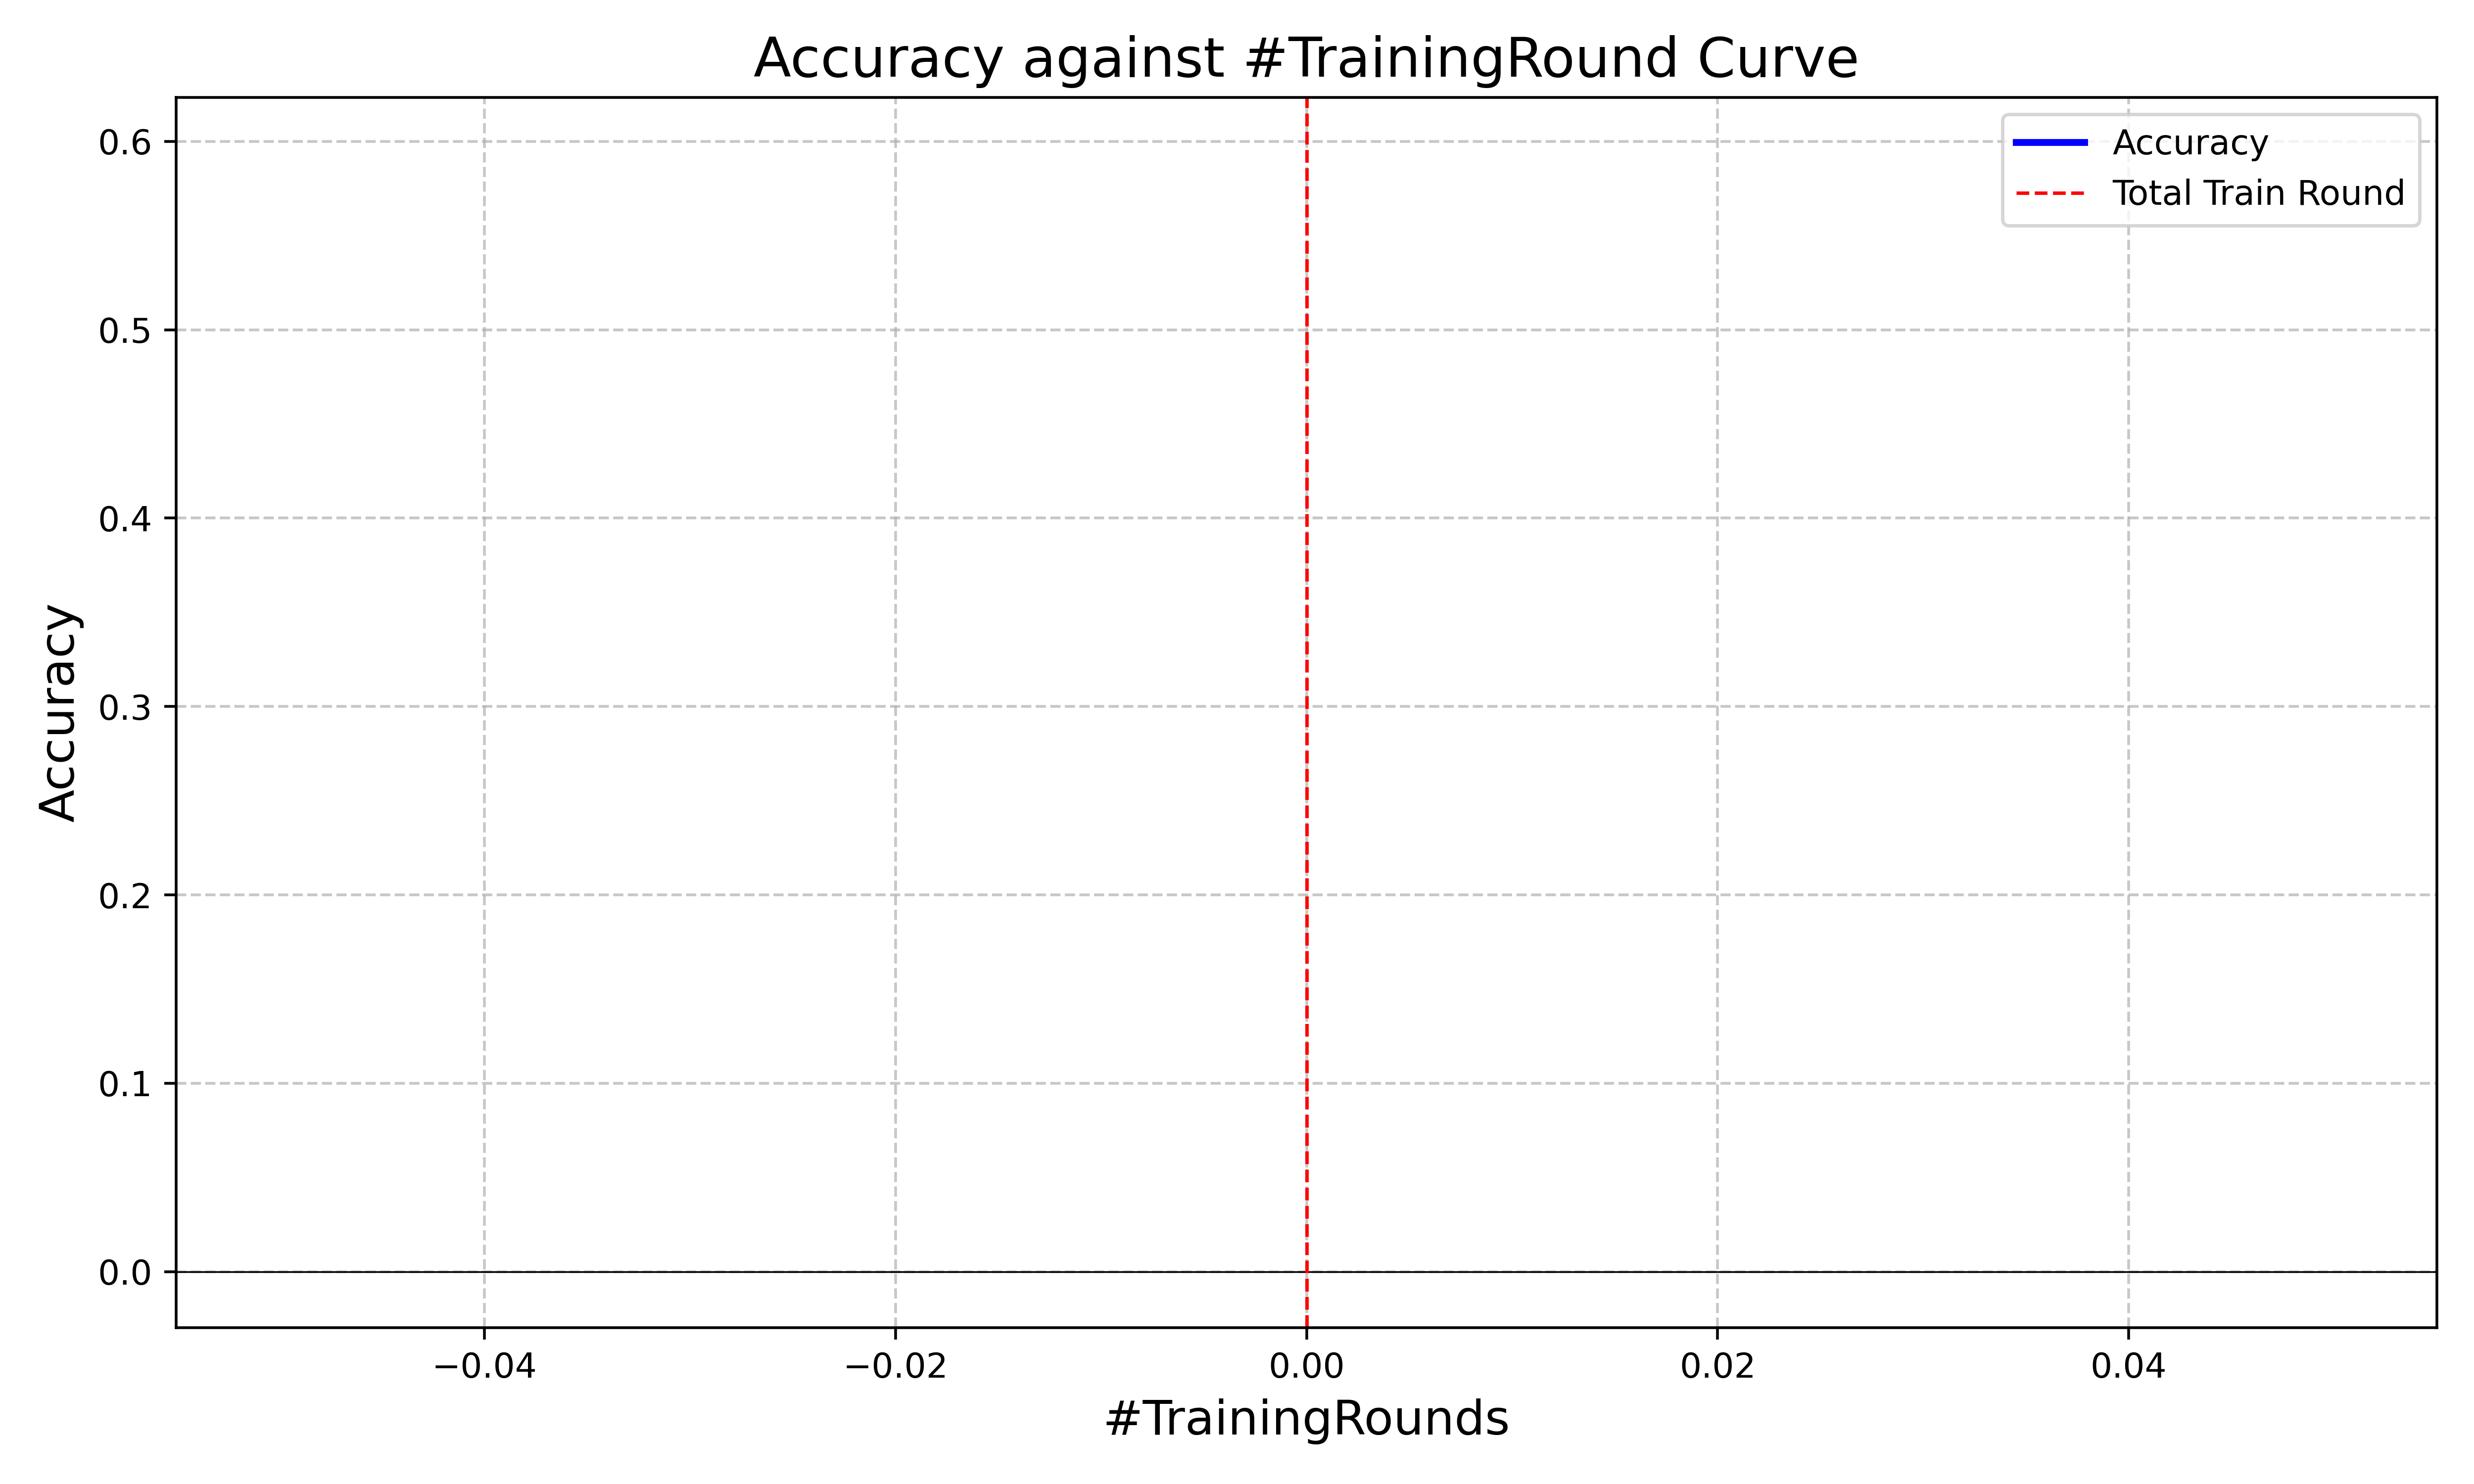 Accuracy against #TrainingRound Curve
Accuracy
Total Train Round
0.6
0.5
0.4
0.3
0.2
0.1
0.0
Accuracy
−0.04
−0.02
0.00
0.02
0.04
#TrainingRounds